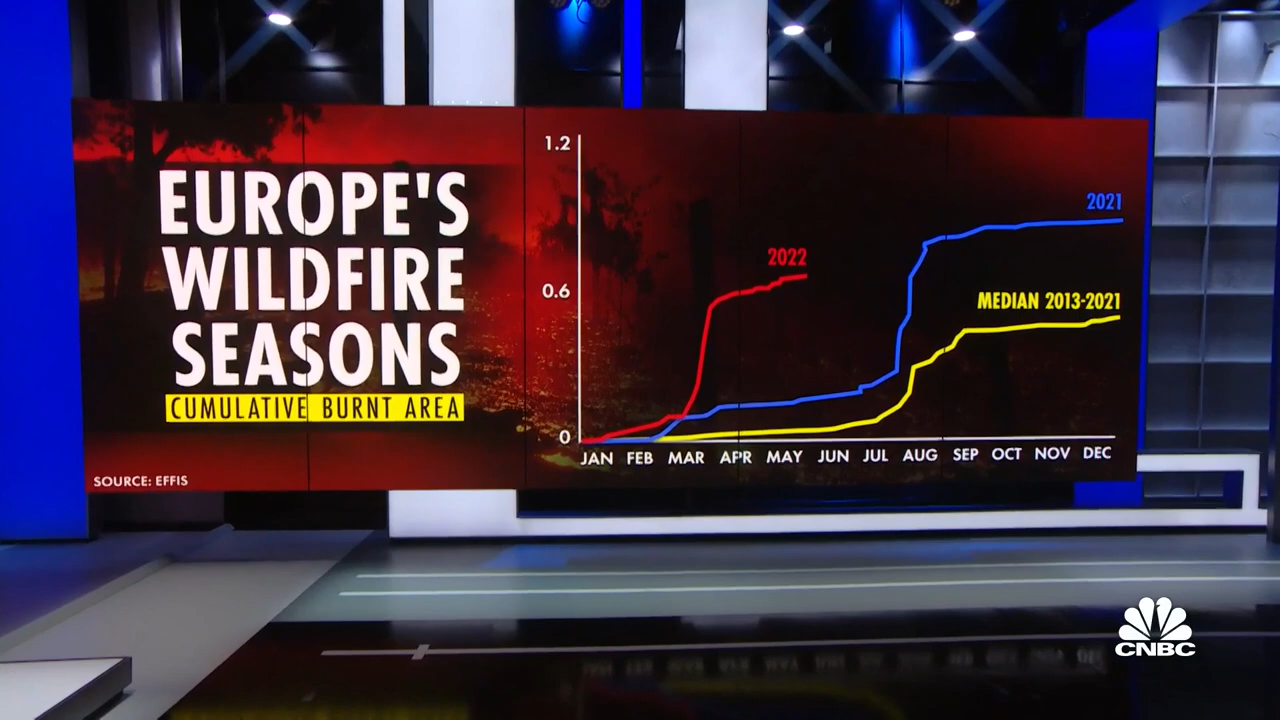 EUROPE'S
WILDFIRE
SEASONS
CUMULATIVE BURNT AREA
SOURCE: EFFIS
1.2
0.6
0
2022
2021
MEDIAN 2013-2021
JAN FEB MAR APR MAY JUN JUL AUG SEP OCT NOV DEC
CNBC